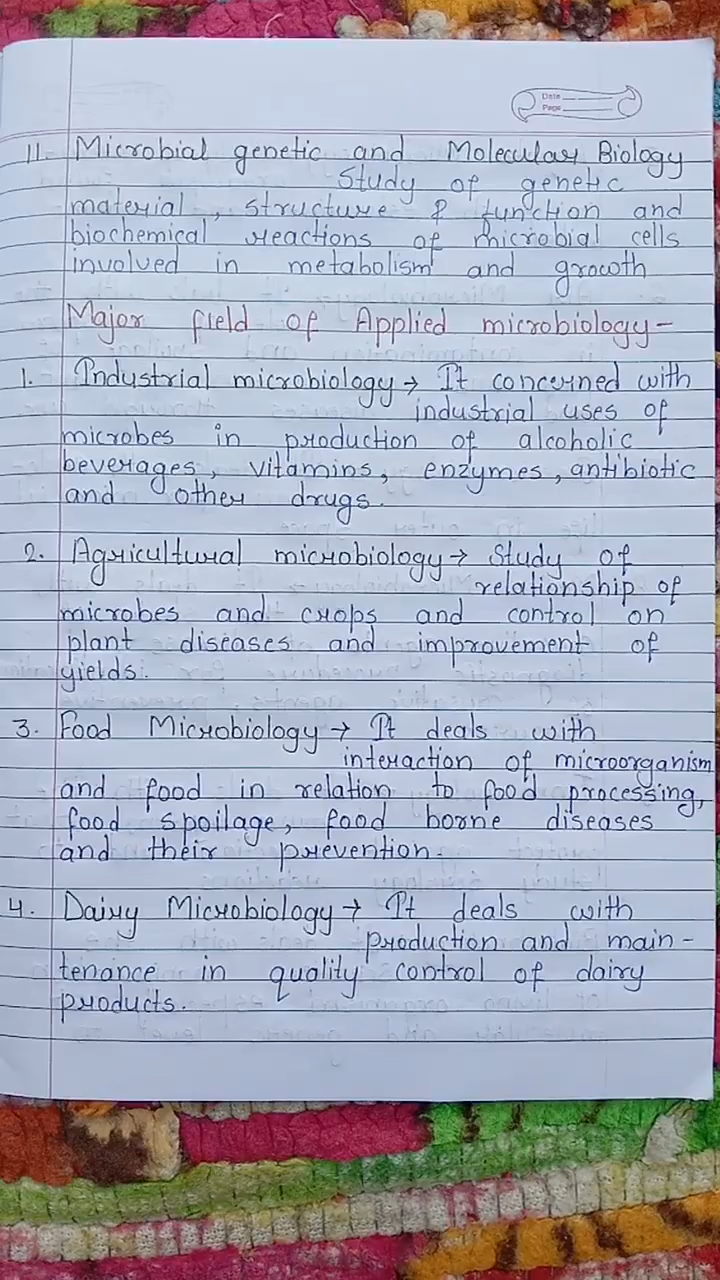 Date
Page
11. Microbial genetic and Molecular Biology
Study of genetic
material, structure & function and
biochemical reactions of microbial cells
involved in metabolism and growth
Major field of Applied microbiology-
1. Industrial microbiology → It concerned with
industrial uses of
microbes in production of alcoholic
beverages, vitamins, enzymes, antibiotic
and other drugs.
2. Agricultural microbiology → Study of
relationship of
microbes and crops and control on
plant diseases and improvement of
yields.
3. Food Microbiology → It deals with
interaction of microorganism
and food in relation to food processing,
food spoilage, food borne diseases
and their prevention.
4. Dairy Microbiology → It deals with
production and main-
tenance in quality control of dairy
products.